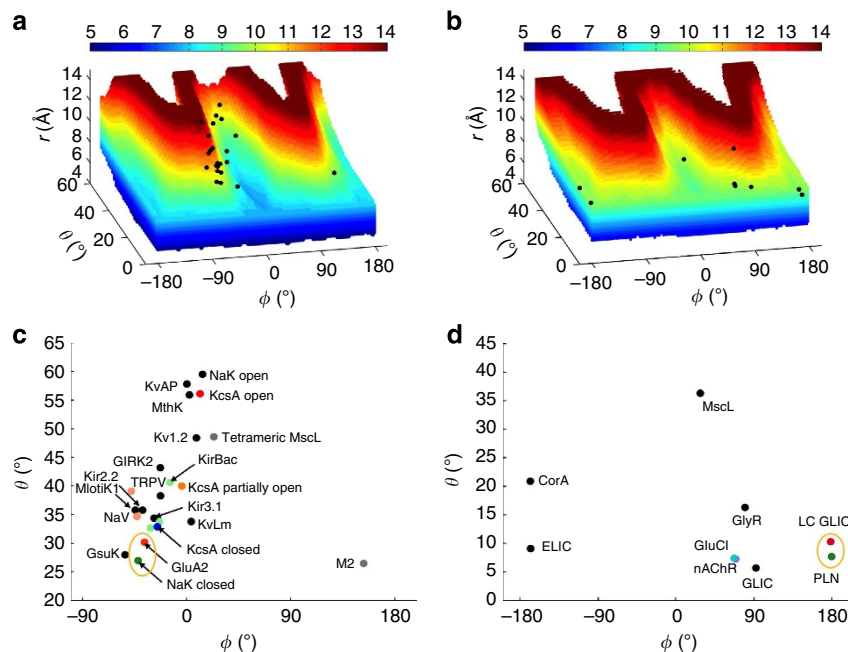 a
5 6 7 8 9 10 11 12 13 14
14
12
10
8
6
4
r (Å)
60
40
20
0
θ (°)
−180 −90 0 90 180
ϕ (°)
b
5 6 7 8 9 10 11 12 13 14
14
12
10
8
6
4
2
r (Å)
60
40
20
0
θ (°)
−180 −90 0 90 180
ϕ (°)
c
65
60
55
50
45
40
35
30
25
20
θ (°)
NaK open
KvAP
KcsA open
MthK
Kv1.2
Tetrameric MscL
GIRK2
KirBac
TRPV
Kir2.2
KcsA partially open
MlotiK1
Kir3.1
NaV
KvLm
KcsA closed
GsuK
GluA2
M2
NaK closed
−90 0 90 180
ϕ (°)
d
45
40
35
30
25
20
15
10
5
0
θ (°)
MscL
CorA
GlyR
LC GLIC
ELIC
GluCl
nAChR
GLIC
PLN
−180 −90 0 90 180
ϕ (°)